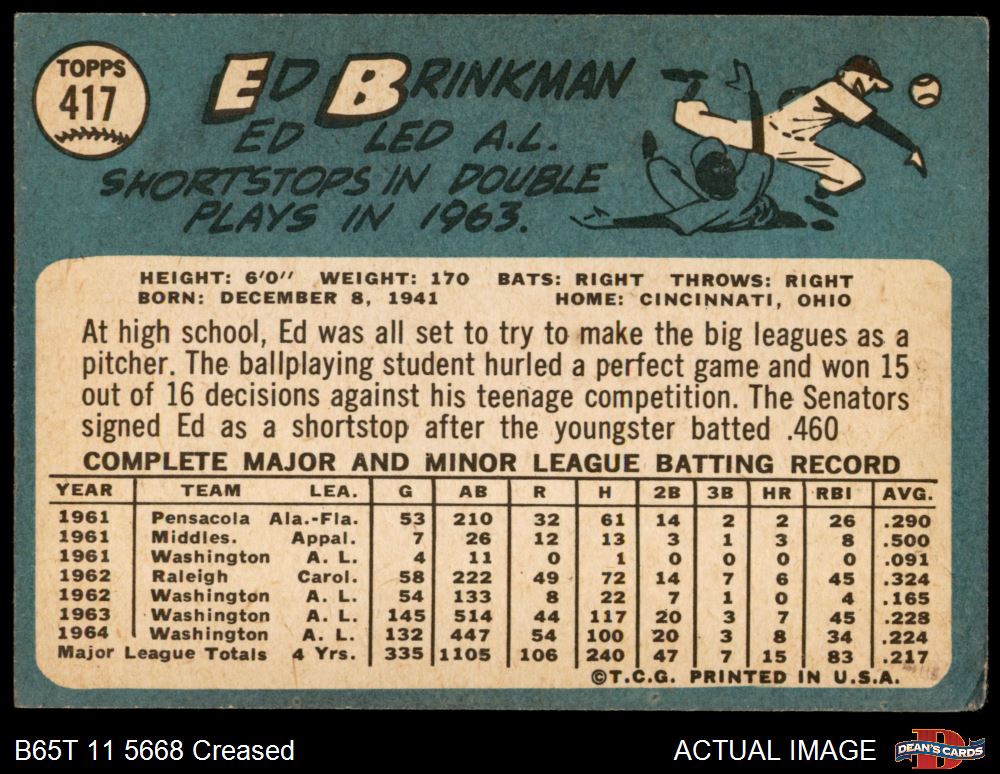 TOPPS
417
ED BRINKMAN
ED LED A.L.
SHORTSTOPS IN DOUBLE
PLAYS IN 1963.
HEIGHT: 6'0" WEIGHT: 170 BATS: RIGHT THROWS: RIGHT
BORN: DECEMBER 8, 1941 HOME: CINCINNATI, OHIO
At high school, Ed was all set to try to make the big leagues as a
pitcher. The ballplaying student hurled a perfect game and won 15
out of 16 decisions against his teenage competition. The Senators
signed Ed as a shortstop after the youngster batted .460
COMPLETE MAJOR AND MINOR LEAGUE BATTING RECORD
YEAR TEAM LEA. G AB R H 2B 3B HR RBI AVG.
1961 Pensacola Ala.-Fla. 53 210 32 61 14 2 2 26 .290
1961 Middles. Appal. 7 26 12 13 3 1 3 8 .500
1961 Washington A. L. 4 11 0 1 0 0 0 0 .091
1962 Raleigh Carol. 58 222 49 72 14 7 6 45 .324
1962 Washington A. L. 54 133 8 22 7 1 0 4 .165
1963 Washington A. L. 145 514 44 117 20 3 7 45 .228
1964 Washington A. L. 132 447 54 100 20 3 8 34 .224
Major League Totals 4 Yrs. 335 1105 106 240 47 7 15 83 .217
©T.C.G. PRINTED IN U.S.A.
B65T 11 5668 Creased
ACTUAL IMAGE
D
DEAN'S CARDS